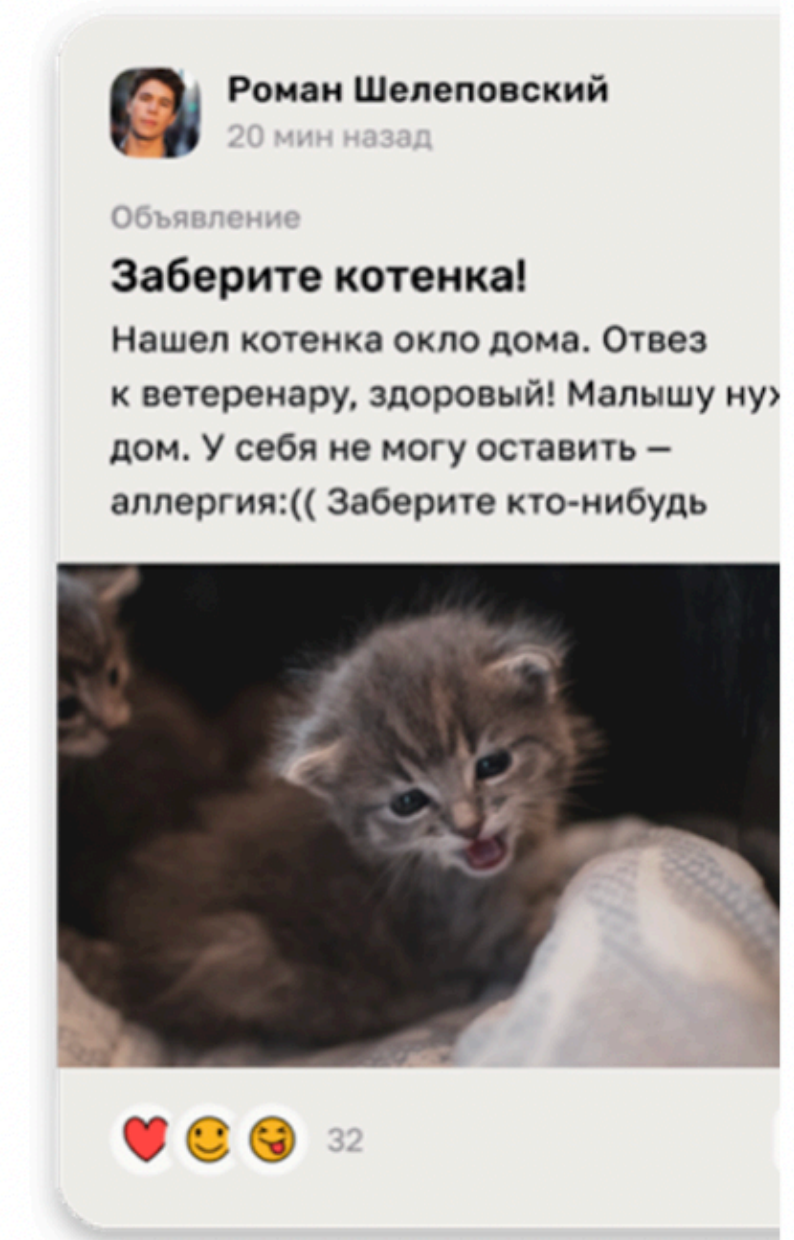 Роман Шелеповский
20 мин назад
Объявление
Заберите котенка!
Нашел котенка окло дома. Отвез
к ветеренару, здоровый! Малышу
дом. У себя не могу оставить —
аллергия:(( Заберите кто-нибудь
32